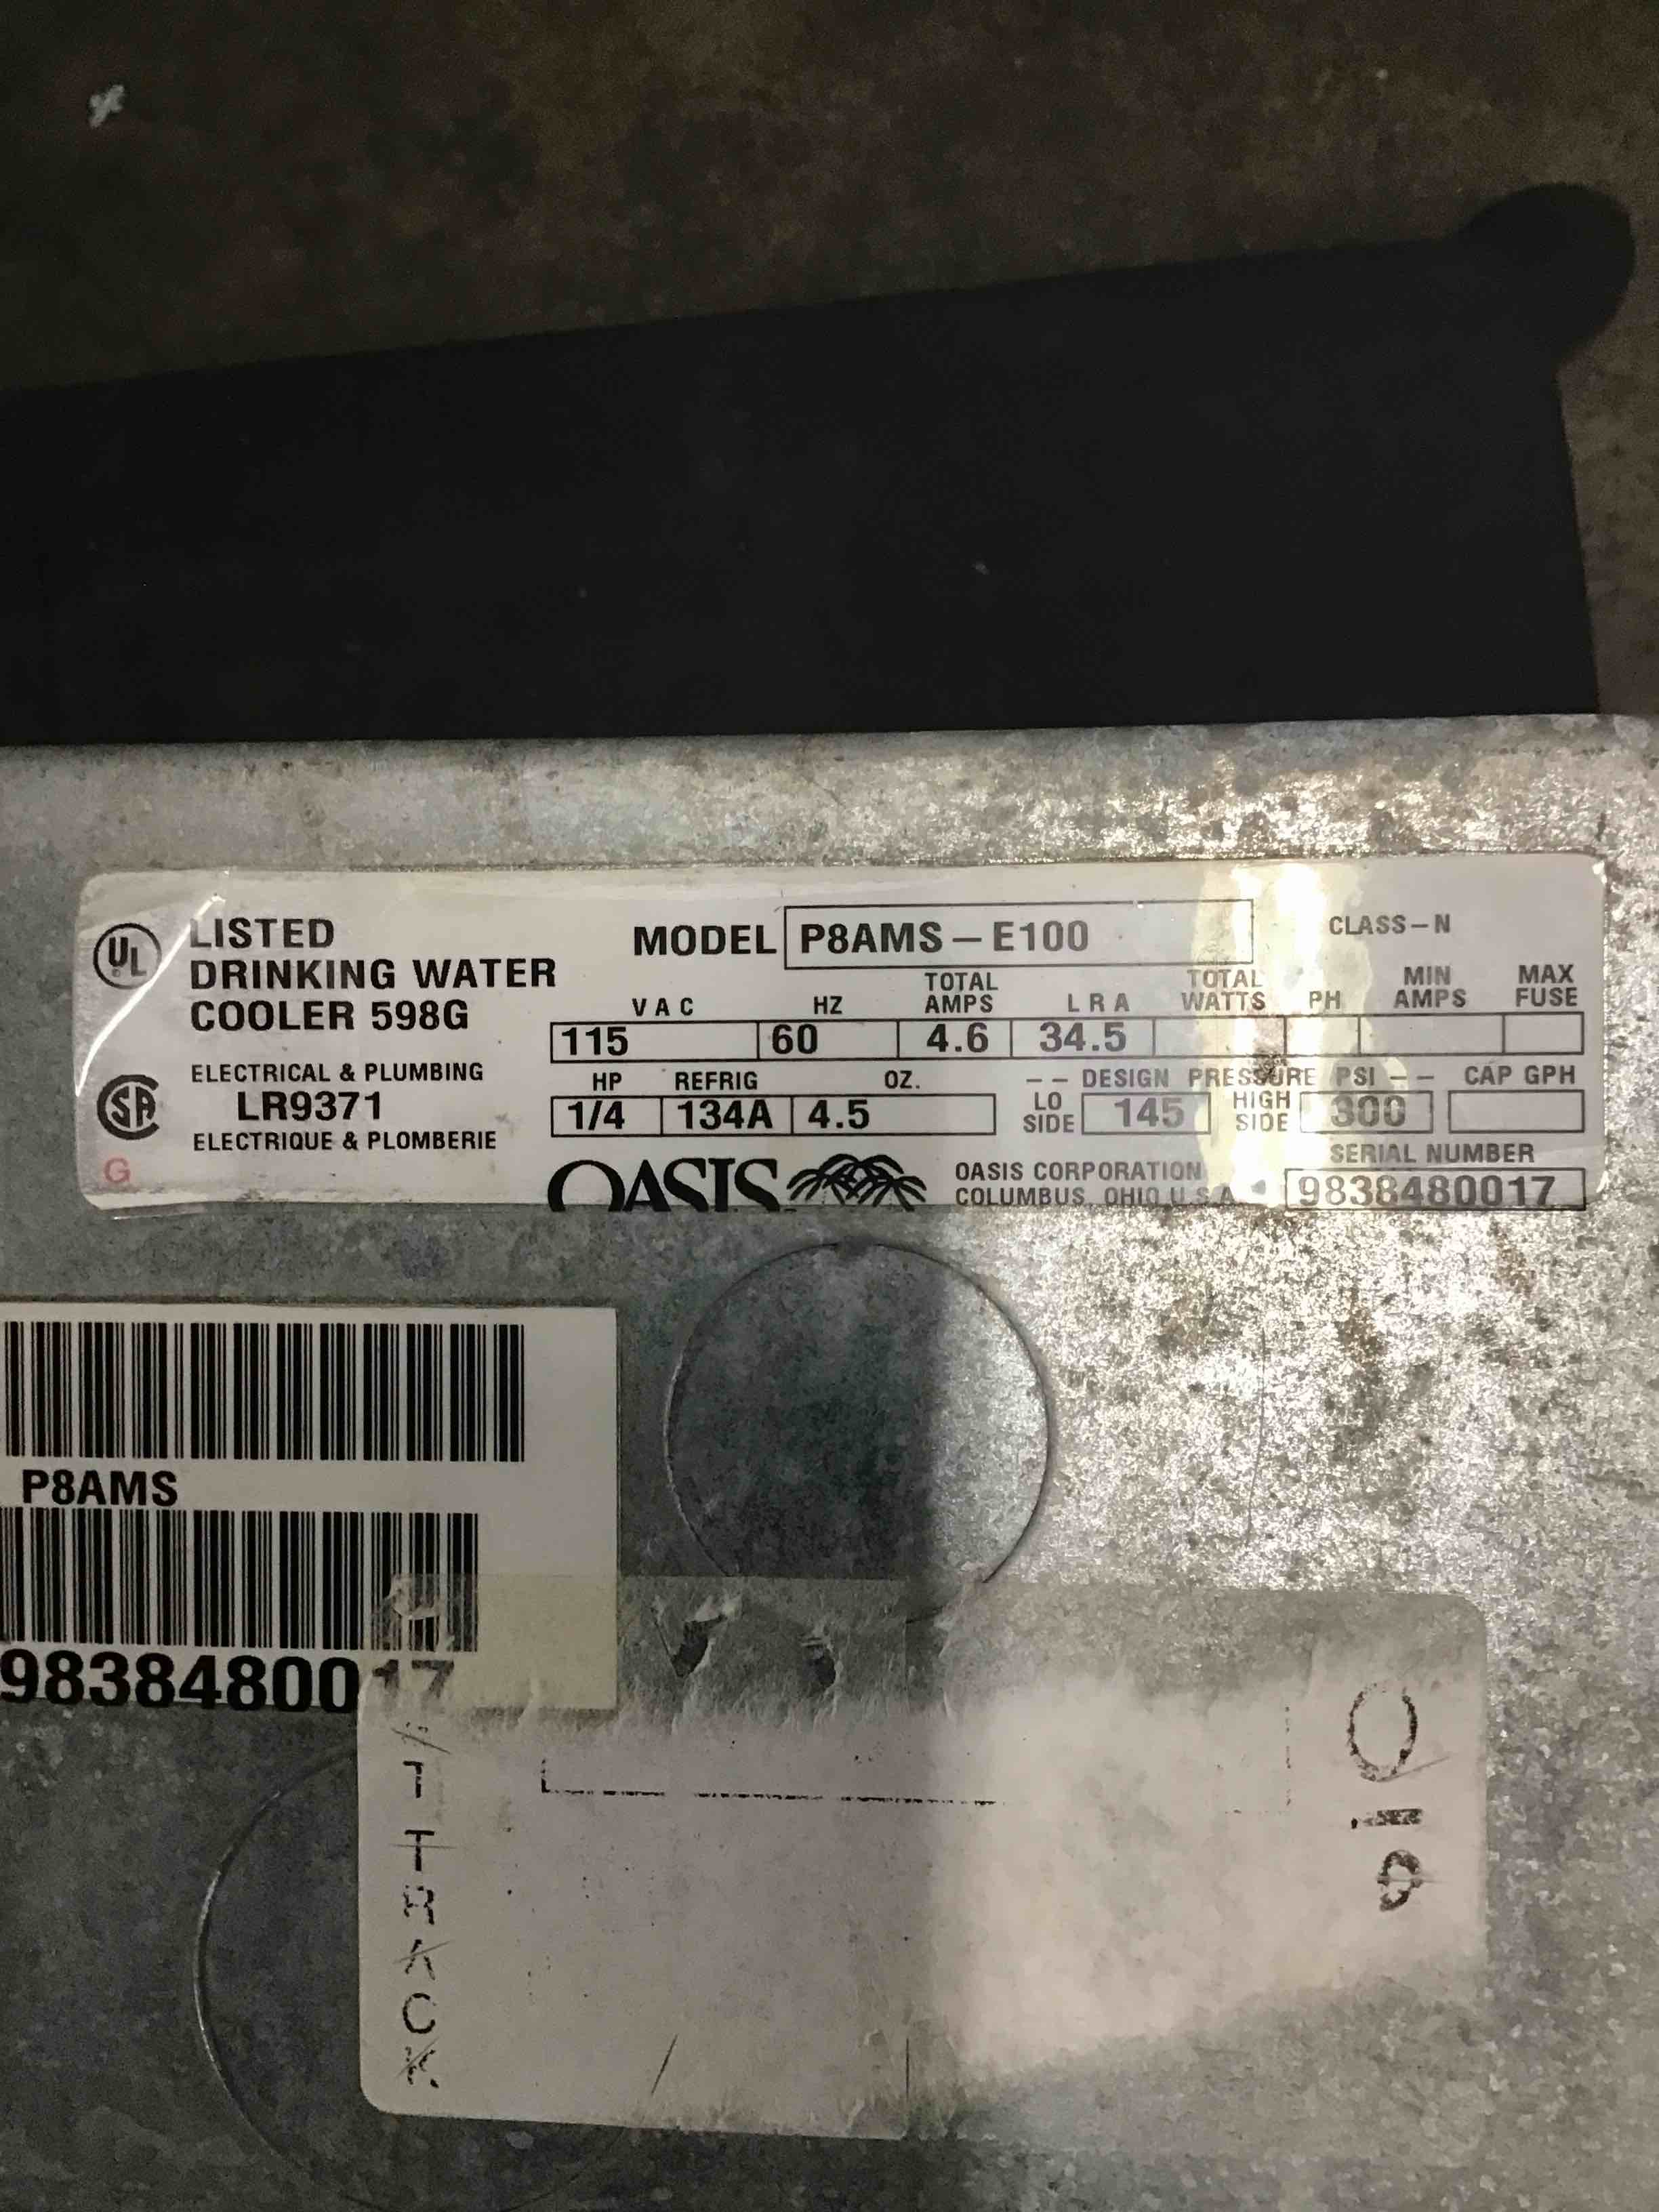 UL LISTED
DRINKING WATER
COOLER 598G
SA ELECTRICAL & PLUMBING
LR9371
ELECTRIQUE & PLOMBERIE
G
MODEL P8AMS-E100 CLASS-N
VAC HZ TOTAL AMPS LRA TOTAL WATTS PH MIN AMPS MAX FUSE
115 60 4.6 34.5
HP REFRIG OZ. -- DESIGN PRESSURE PSI -- CAP GPH
1/4 134A 4.5 LO SIDE 145 HIGH SIDE 300
OASIS OASIS CORPORATION
COLUMBUS, OHIO U.S.A.
SERIAL NUMBER
9838480017
P8AMS
9838480017